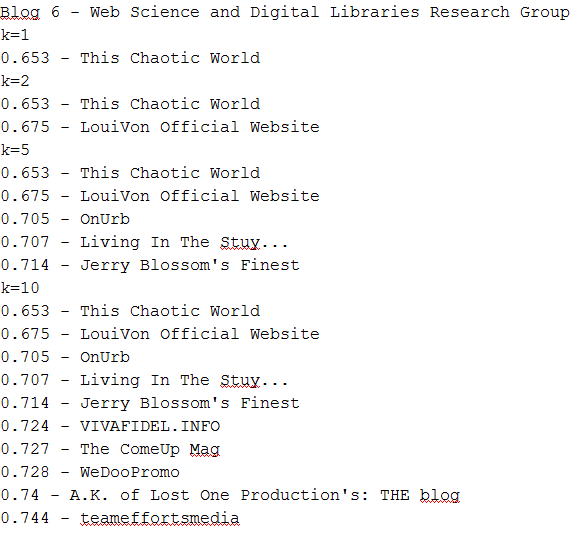 Blog 6 - Web Science and Digital Libraries Research Group
k=1
0.653 - This Chaotic World
k=2
0.653 - This Chaotic World
0.675 - LouiVon Official Website
k=5
0.653 - This Chaotic World
0.675 - LouiVon Official Website
0.705 - OnUrb
0.707 - Living In The Stuy...
0.714 - Jerry Blossom's Finest
k=10
0.653 - This Chaotic World
0.675 - LouiVon Official Website
0.705 - OnUrb
0.707 - Living In The Stuy...
0.714 - Jerry Blossom's Finest
0.724 - VIVAFIDEL.INFO
0.727 - The ComeUp Mag
0.728 - WeDooPromo
0.74 - A.K. of Lost One Production's: THE blog
0.744 - teameffortsmedia